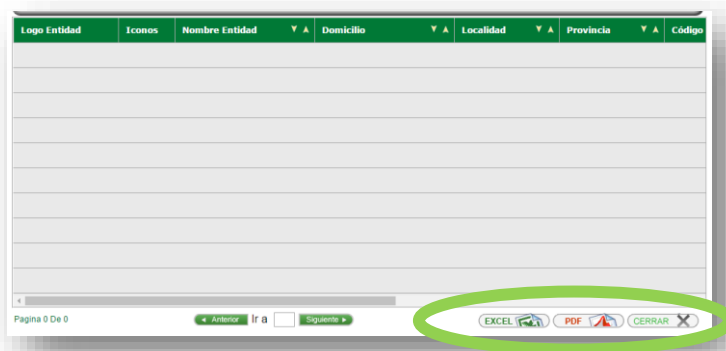 Logo Entidad Iconos Nombre Entidad Domicilio Localidad Provincia Código
Pagina 0 De 0 Anterior Ir a Siguiente EXCEL PDF CERRAR